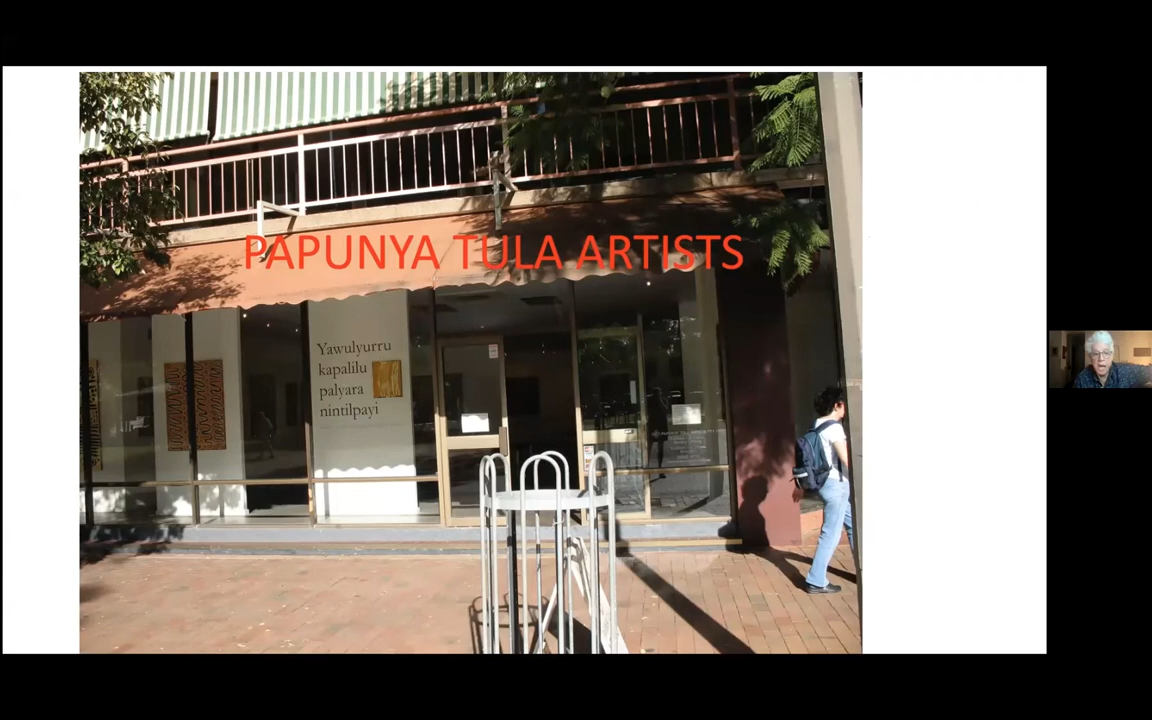 PAPUNYA TULA ARTISTS
Yawulyurru
kapalilu
palyara
nintilpayi